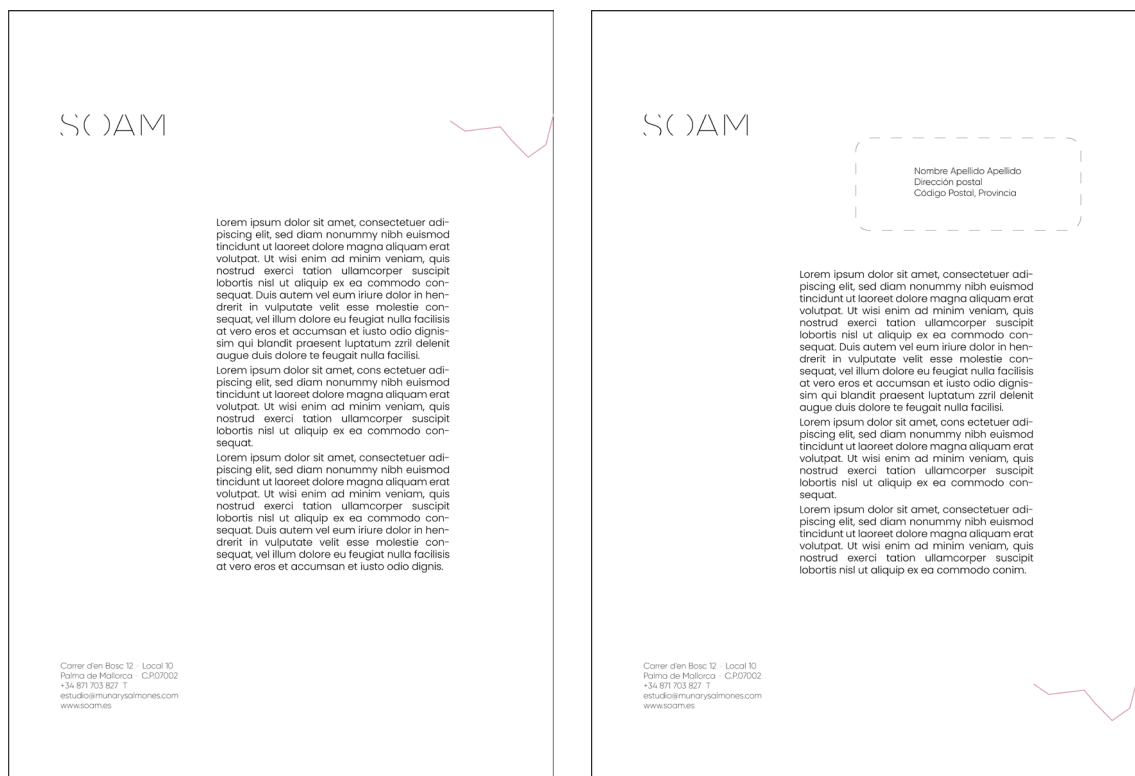 SOAM
Lorem ipsum dolor sit amet, consectetuer adi-
piscing elit, sed diam nonummy nibh euismod
tincidunt ut laoreet dolore magna aliquam erat
volutpat. Ut wisi enim ad minim veniam, quis
nostrud exerci tation ullamcorper suscipit
lobortis nisl ut aliquip ex ea commodo con-
sequat. Duis autem vel eum iriure dolor in hen-
drerit in vulputate velit esse molestie con-
sequat, vel illum dolore eu feugiat nulla facilisis
at vero eros et accumsan et iusto odio dignis-
sim qui blandit praesent luptatum zzril delenit
augue duis dolore te feugait nulla facilisi.
Lorem ipsum dolor sit amet, cons ectetuer adi-
piscing elit, sed diam nonummy nibh euismod
tincidunt ut laoreet dolore magna aliquam erat
volutpat. Ut wisi enim ad minim veniam, quis
nostrud exerci tation ullamcorper suscipit
lobortis nisl ut aliquip ex ea commodo con-
sequat.
Lorem ipsum dolor sit amet, consectetuer adi-
piscing elit, sed diam nonummy nibh euismod
tincidunt ut laoreet dolore magna aliquam erat
volutpat. Ut wisi enim ad minim veniam, quis
nostrud exerci tation ullamcorper suscipit
lobortis nisl ut aliquip ex ea commodo con-
sequat. Duis autem vel eum iriure dolor in hen-
drerit in vulputate velit esse molestie con-
sequat, vel illum dolore eu feugiat nulla facilisis
at vero eros et accumsan et iusto odio dignis.
Carrer d'en Bosc 12 · Local 10
Palma de Mallorca · C.P.07002
+34 871 703 827 T
estudio@munarysalmones.com
www.soam.es
SOAM
Nombre Apellido Apellido
Dirección postal
Código Postal, Provincia
Lorem ipsum dolor sit amet, consectetuer adi-
piscing elit, sed diam nonummy nibh euismod
tincidunt ut laoreet dolore magna aliquam erat
volutpat. Ut wisi enim ad minim veniam, quis
nostrud exerci tation ullamcorper suscipit
lobortis nisl ut aliquip ex ea commodo con-
sequat. Duis autem vel eum iriure dolor in hen-
drerit in vulputate velit esse molestie con-
sequat, vel illum dolore eu feugiat nulla facilisis
at vero eros et accumsan et iusto odio dignis-
sim qui blandit praesent luptatum zzril delenit
augue duis dolore te feugait nulla facilisi.
Lorem ipsum dolor sit amet, cons ectetuer adi-
piscing elit, sed diam nonummy nibh euismod
tincidunt ut laoreet dolore magna aliquam erat
volutpat. Ut wisi enim ad minim veniam, quis
nostrud exerci tation ullamcorper suscipit
lobortis nisl ut aliquip ex ea commodo con-
sequat.
Lorem ipsum dolor sit amet, consectetuer adi-
piscing elit, sed diam nonummy nibh euismod
tincidunt ut laoreet dolore magna aliquam erat
volutpat. Ut wisi enim ad minim veniam, quis
nostrud exerci tation ullamcorper suscipit
lobortis nisl ut aliquip ex ea commodo conim.
Carrer d'en Bosc 12 · Local 10
Palma de Mallorca · C.P.07002
+34 871 703 827 T
estudio@munarysalmones.com
www.soam.es